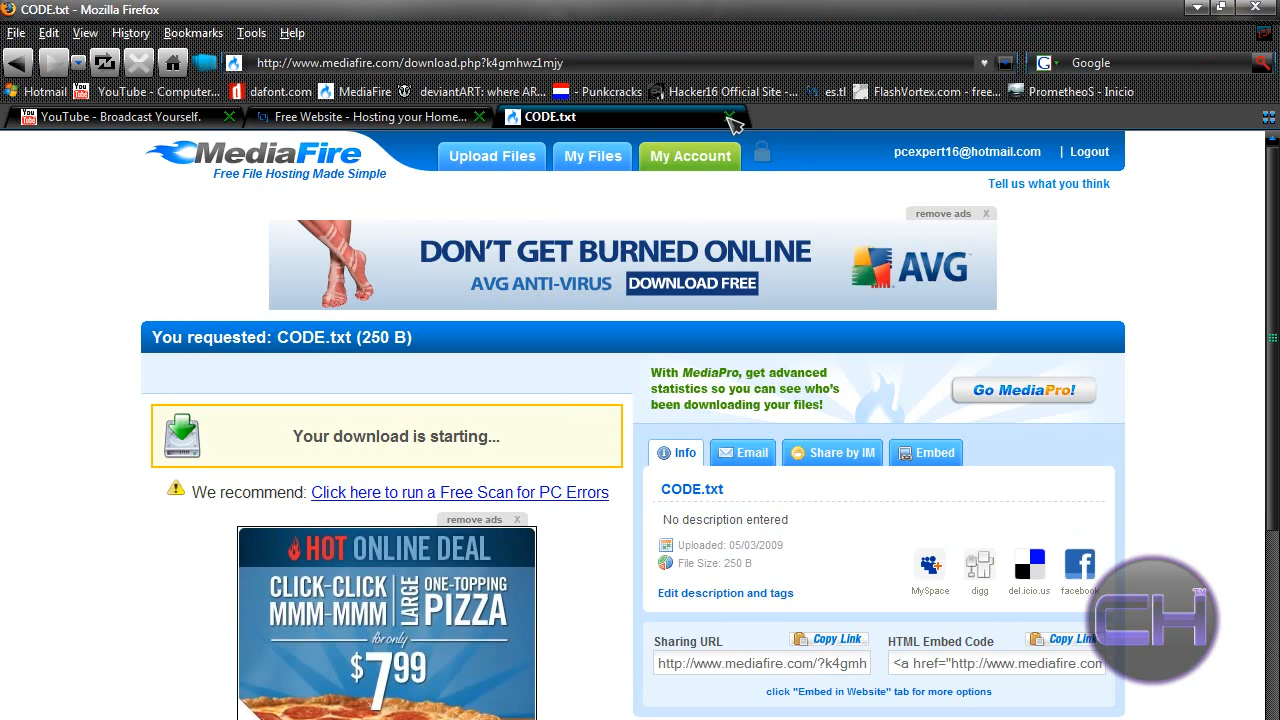 CODE.txt - Mozilla Firefox
File Edit View History Bookmarks Tools Help
http://www.mediafire.com/download.php?k4gmhwz1mjy
G Google
Hotmail YouTube - Computer... dafont.com MediaFire deviantART: where AR... - Punkcracks Hacker16 Official Sit -... es.tl FlashVortex.com - free... PrometheoS - Inicio
YouTube - Broadcast Yourself. Free Website - Hosting your Home... CODE.txt
MediaFire
Free File Hosting Made Simple
Upload Files My Files My Account
pcexpert16@hotmail.com | Logout
Tell us what you think
remove ads X
DON'T GET BURNED ONLINE
AVG ANTI-VIRUS DOWNLOAD FREE
AVG
You requested: CODE.txt (250 B)
With MediaPro, get advanced
statistics so you can see who's
been downloading your files!
Go MediaPro!
Your download is starting...
We recommend: Click here to run a Free Scan for PC Errors
Info Email Share by IM Embed
CODE.txt
No description entered
Uploaded: 05/03/2009
File Size: 250 B
MySpace digg del.icio.us facebook
Edit description and tags
remove ads X
HOT ONLINE DEAL
CLICK-CLICK
MMM-MMM
LARGE
ONE-TOPPING
PIZZA
for only
$7.99
Sharing URL Copy Link
http://www.mediafire.com/?k4gmh
HTML Embed Code Copy Link
<a href="http://www.mediafire.com
click "Embed in Website" tab for more options
CH TM